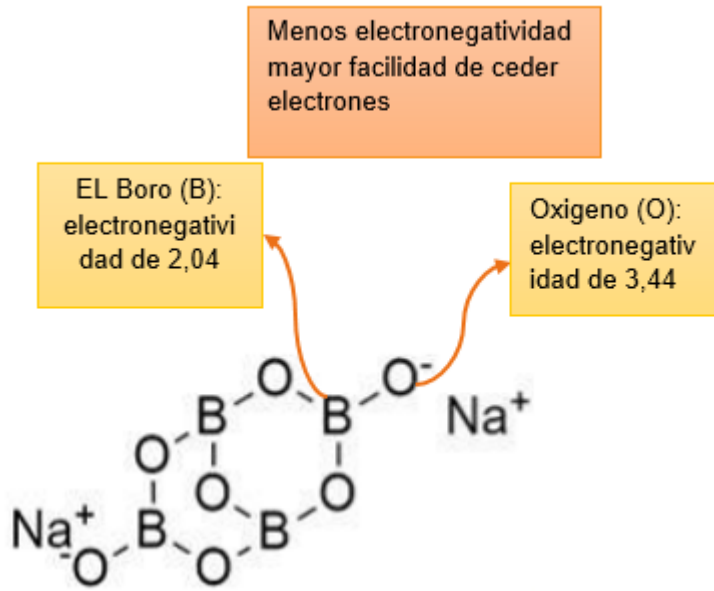 Menos electronegatividad
mayor facilidad de ceder
electrones
EL Boro (B):
electronegativi
dad de 2,04
Oxigeno (O):
electronegativ
idad de 3,44
O O⁻
B B Na⁺
O O O
Na⁺ B B
⁻O O